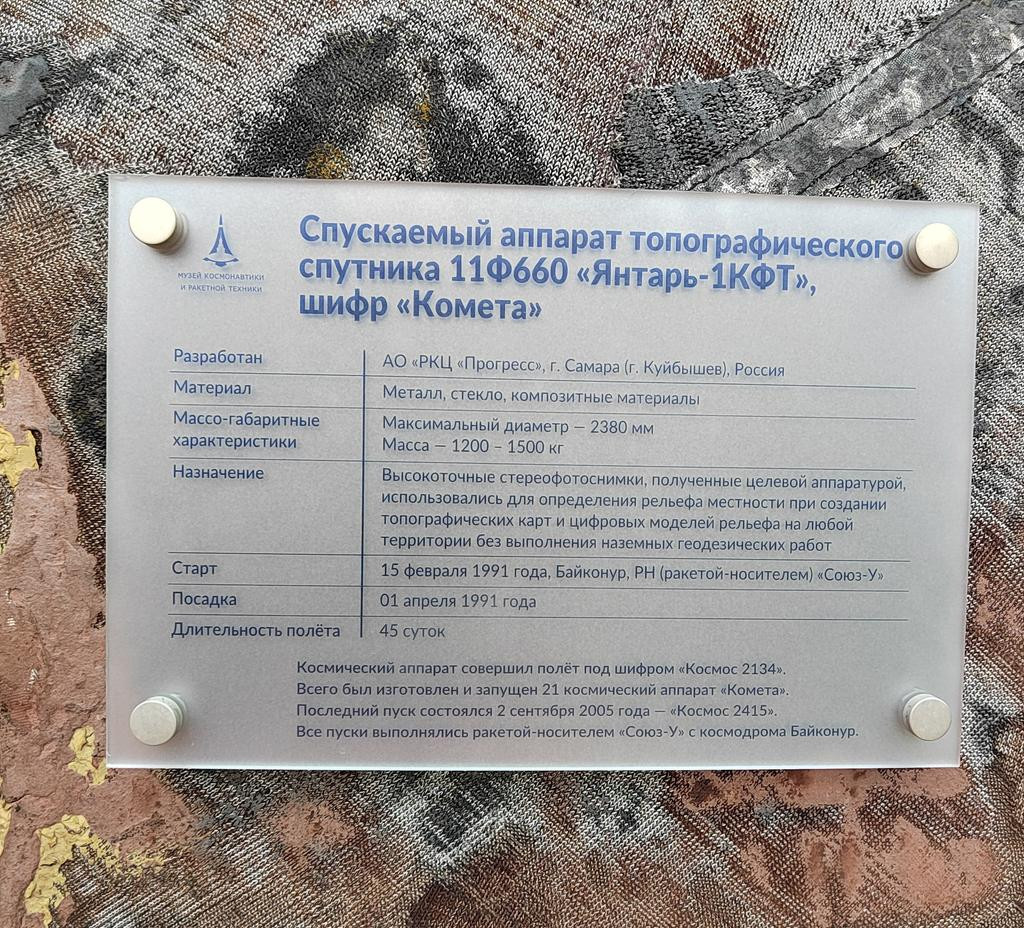 МУЗЕЙ КОСМОНАВТИКИ
И РАКЕТНОЙ ТЕХНИКИ
Спускаемый аппарат топографического
спутника 11Ф660 «Янтарь-1КФТ»,
шифр «Комета»
Разработан
АО «РКЦ «Прогресс», г. Самара (г. Куйбышев), Россия
Материал
Металл, стекло, композитные материалы
Массо-габаритные
характеристики
Максимальный диаметр — 2380 мм
Масса — 1200 – 1500 кг
Назначение
Высокоточные стереофотоснимки, полученные целевой аппаратурой,
использовались для определения рельефа местности при создании
топографических карт и цифровых моделей рельефа на любой
территории без выполнения наземных геодезических работ
Старт
15 февраля 1991 года, Байконур, РН (ракетой-носителем) «Союз-У»
Посадка
01 апреля 1991 года
Длительность полёта
45 суток
Космический аппарат совершил полёт под шифром «Космос 2134».
Всего был изготовлен и запущен 21 космический аппарат «Комета».
Последний пуск состоялся 2 сентября 2005 года — «Космос 2415».
Все пуски выполнялись ракетой-носителем «Союз-У» с космодрома Байконур.